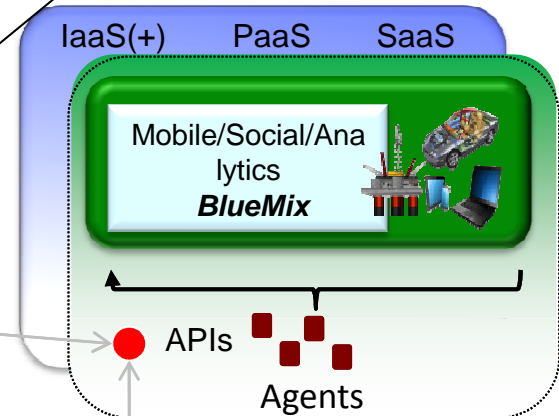 IaaS(+) PaaS SaaS
Mobile/Social/Ana
lytics
BlueMix
APIs
Agents